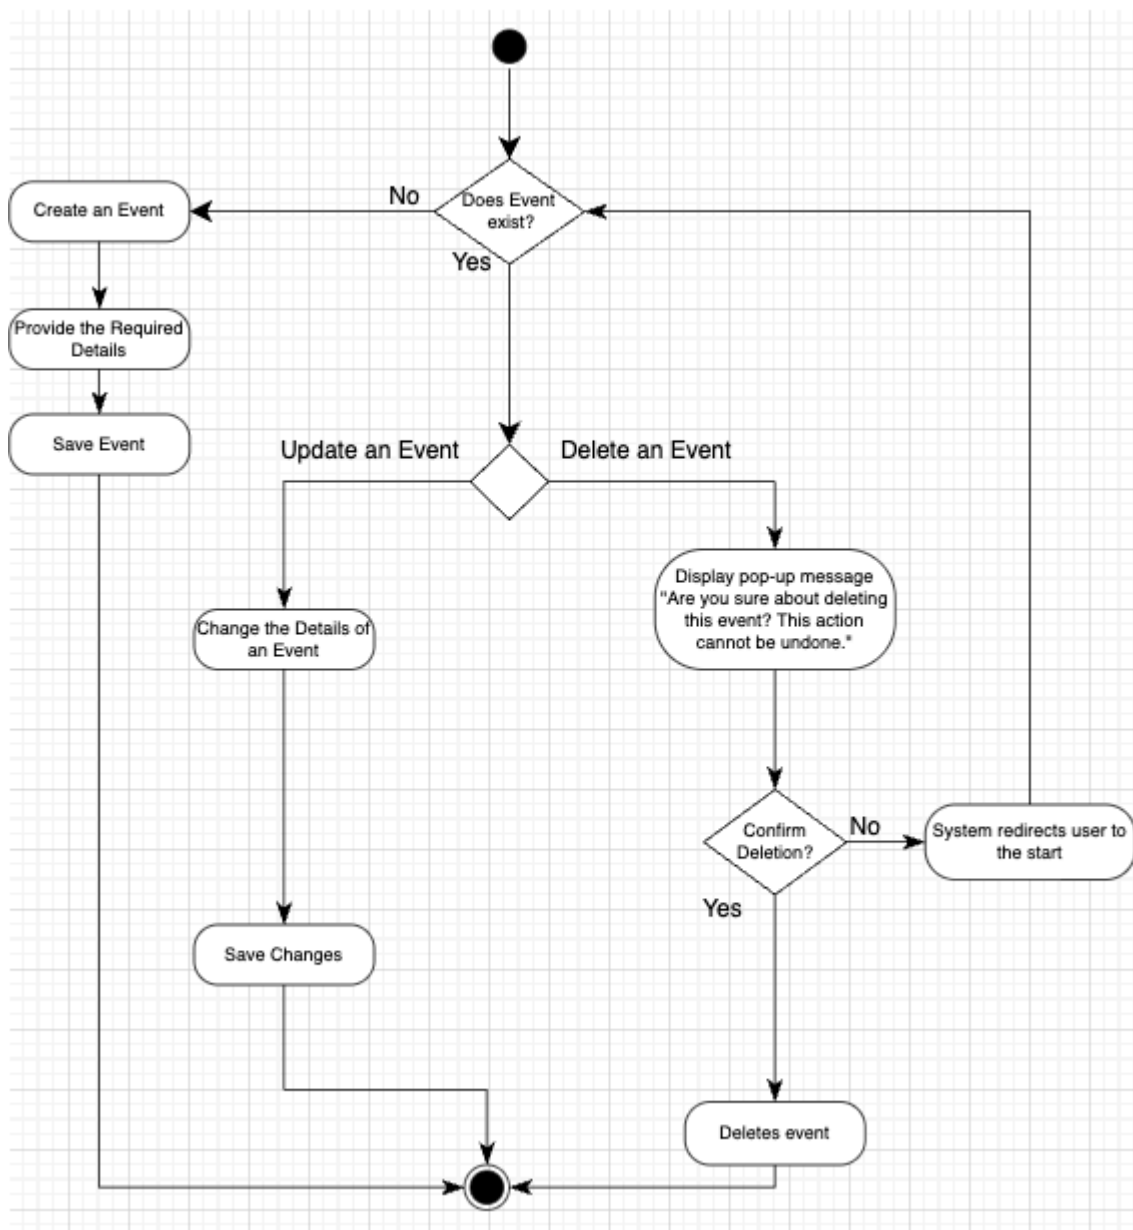 No
Does Event
exist?
Create an Event
Yes
Provide the Required
Details
Save Event
Update an Event
Delete an Event
Display pop-up message
"Are you sure about deleting
this event? This action
cannot be undone."
Change the Details of
an Event
Confirm
Deletion?
No
System redirects user to
the start
Yes
Save Changes
Deletes event